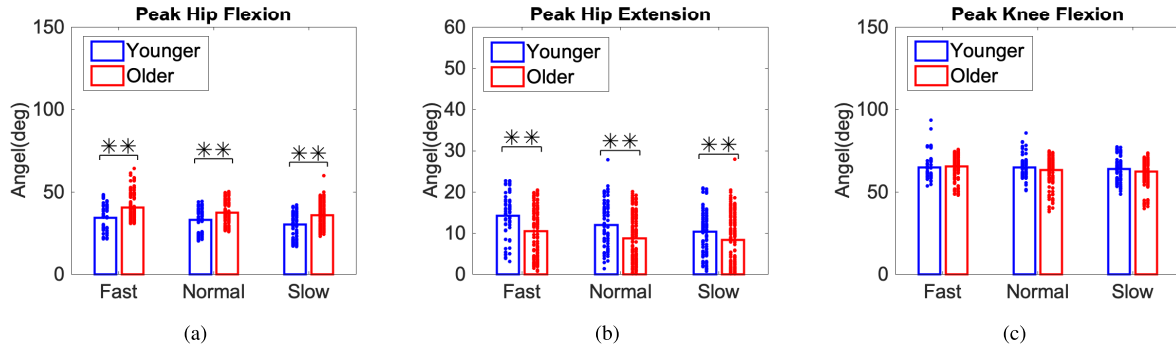 Peak Hip Flexion
Angel(deg)
150
100
50
0
Younger
Older
**
**
**
Fast
Normal
Slow
(a)
Peak Hip Extension
Angel(deg)
60
50
40
30
20
10
0
Younger
Older
**
**
**
Fast
Normal
Slow
(b)
Peak Knee Flexion
Angel(deg)
150
100
50
0
Younger
Older
Fast
Normal
Slow
(c)